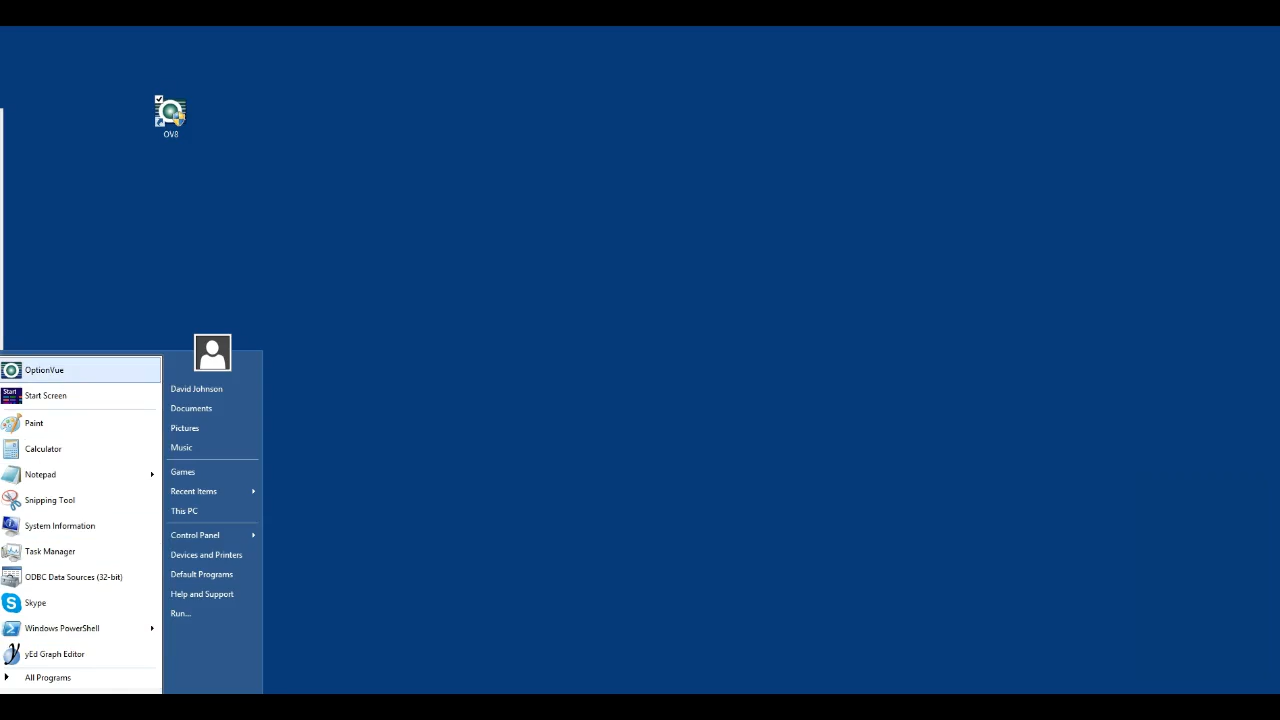 OV8
OptionVue
Start Screen
Paint
Calculator
Notepad
Snipping Tool
System Information
Task Manager
ODBC Data Sources (32-bit)
Skype
Windows PowerShell
yEd Graph Editor
All Programs
David Johnson
Documents
Pictures
Music
Games
Recent Items
This PC
Control Panel
Devices and Printers
Default Programs
Help and Support
Run...